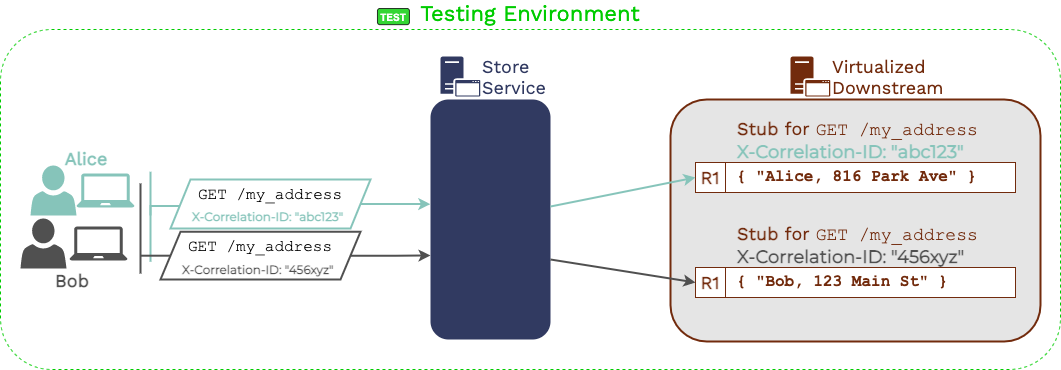 TEST Testing Environment
Store
Service
Virtualized
Downstream
Alice
GET /my_address
X-Correlation-ID: "abc123"
GET /my_address
X-Correlation-ID: "456xyz"
Bob
Stub for GET /my_address
X-Correlation-ID: "abc123"
R1 { "Alice, 816 Park Ave" }
Stub for GET /my_address
X-Correlation-ID: "456xyz"
R1 { "Bob, 123 Main St" }